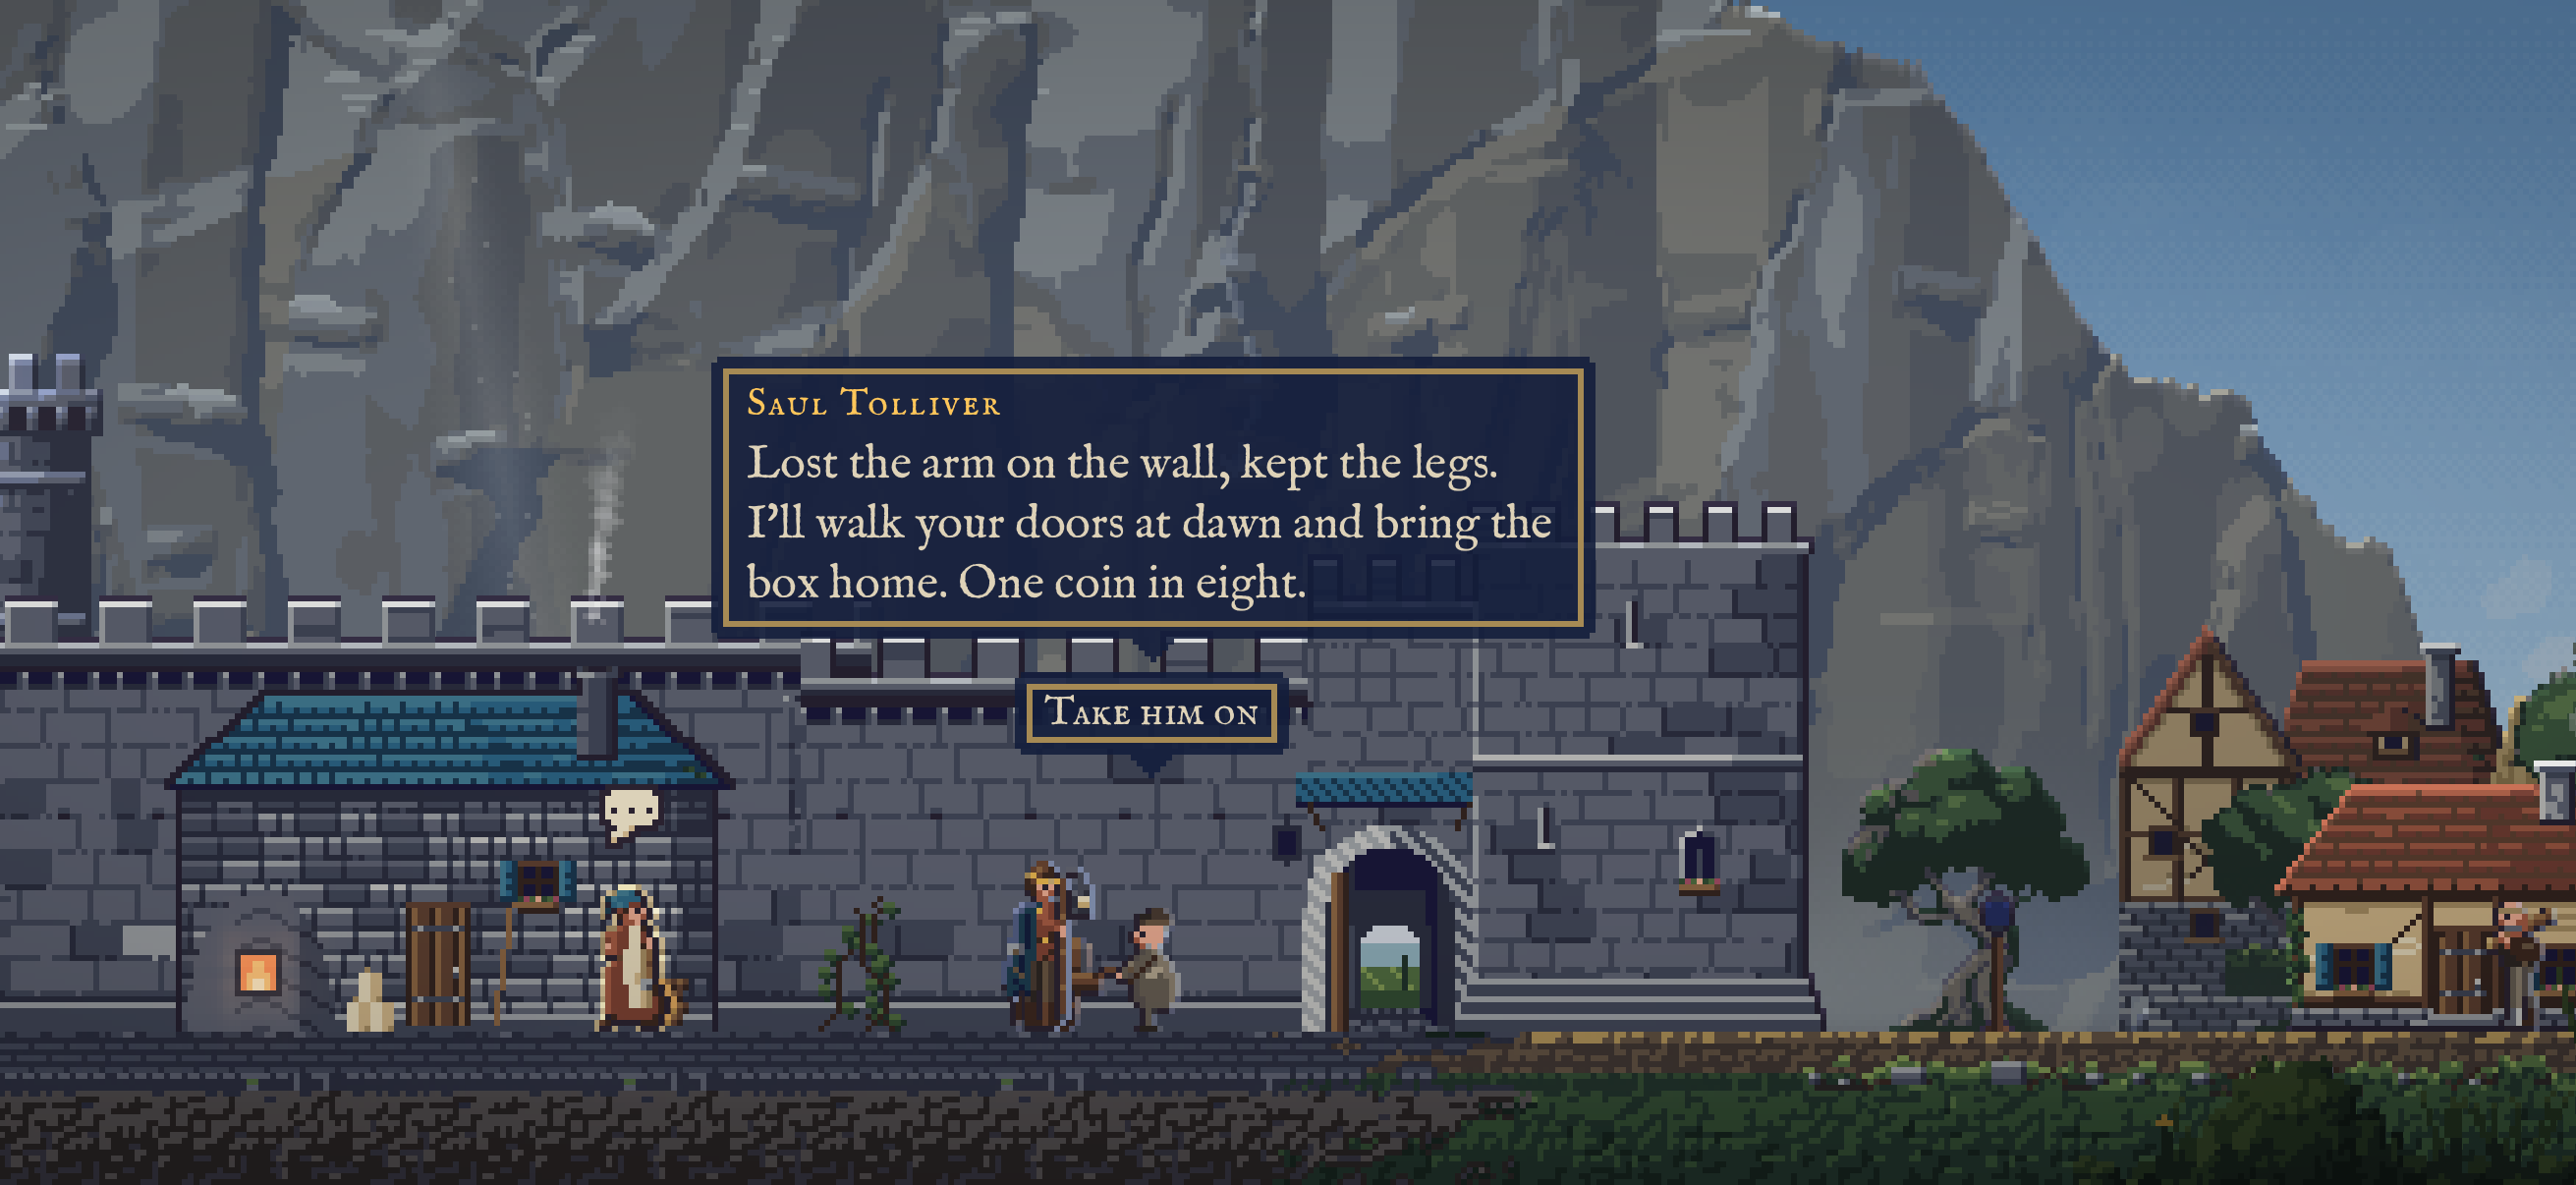 Saul Tolliver
Lost the arm on the wall, kept the legs.
I'll walk your doors at dawn and bring the
box home. One coin in eight.
Take him on